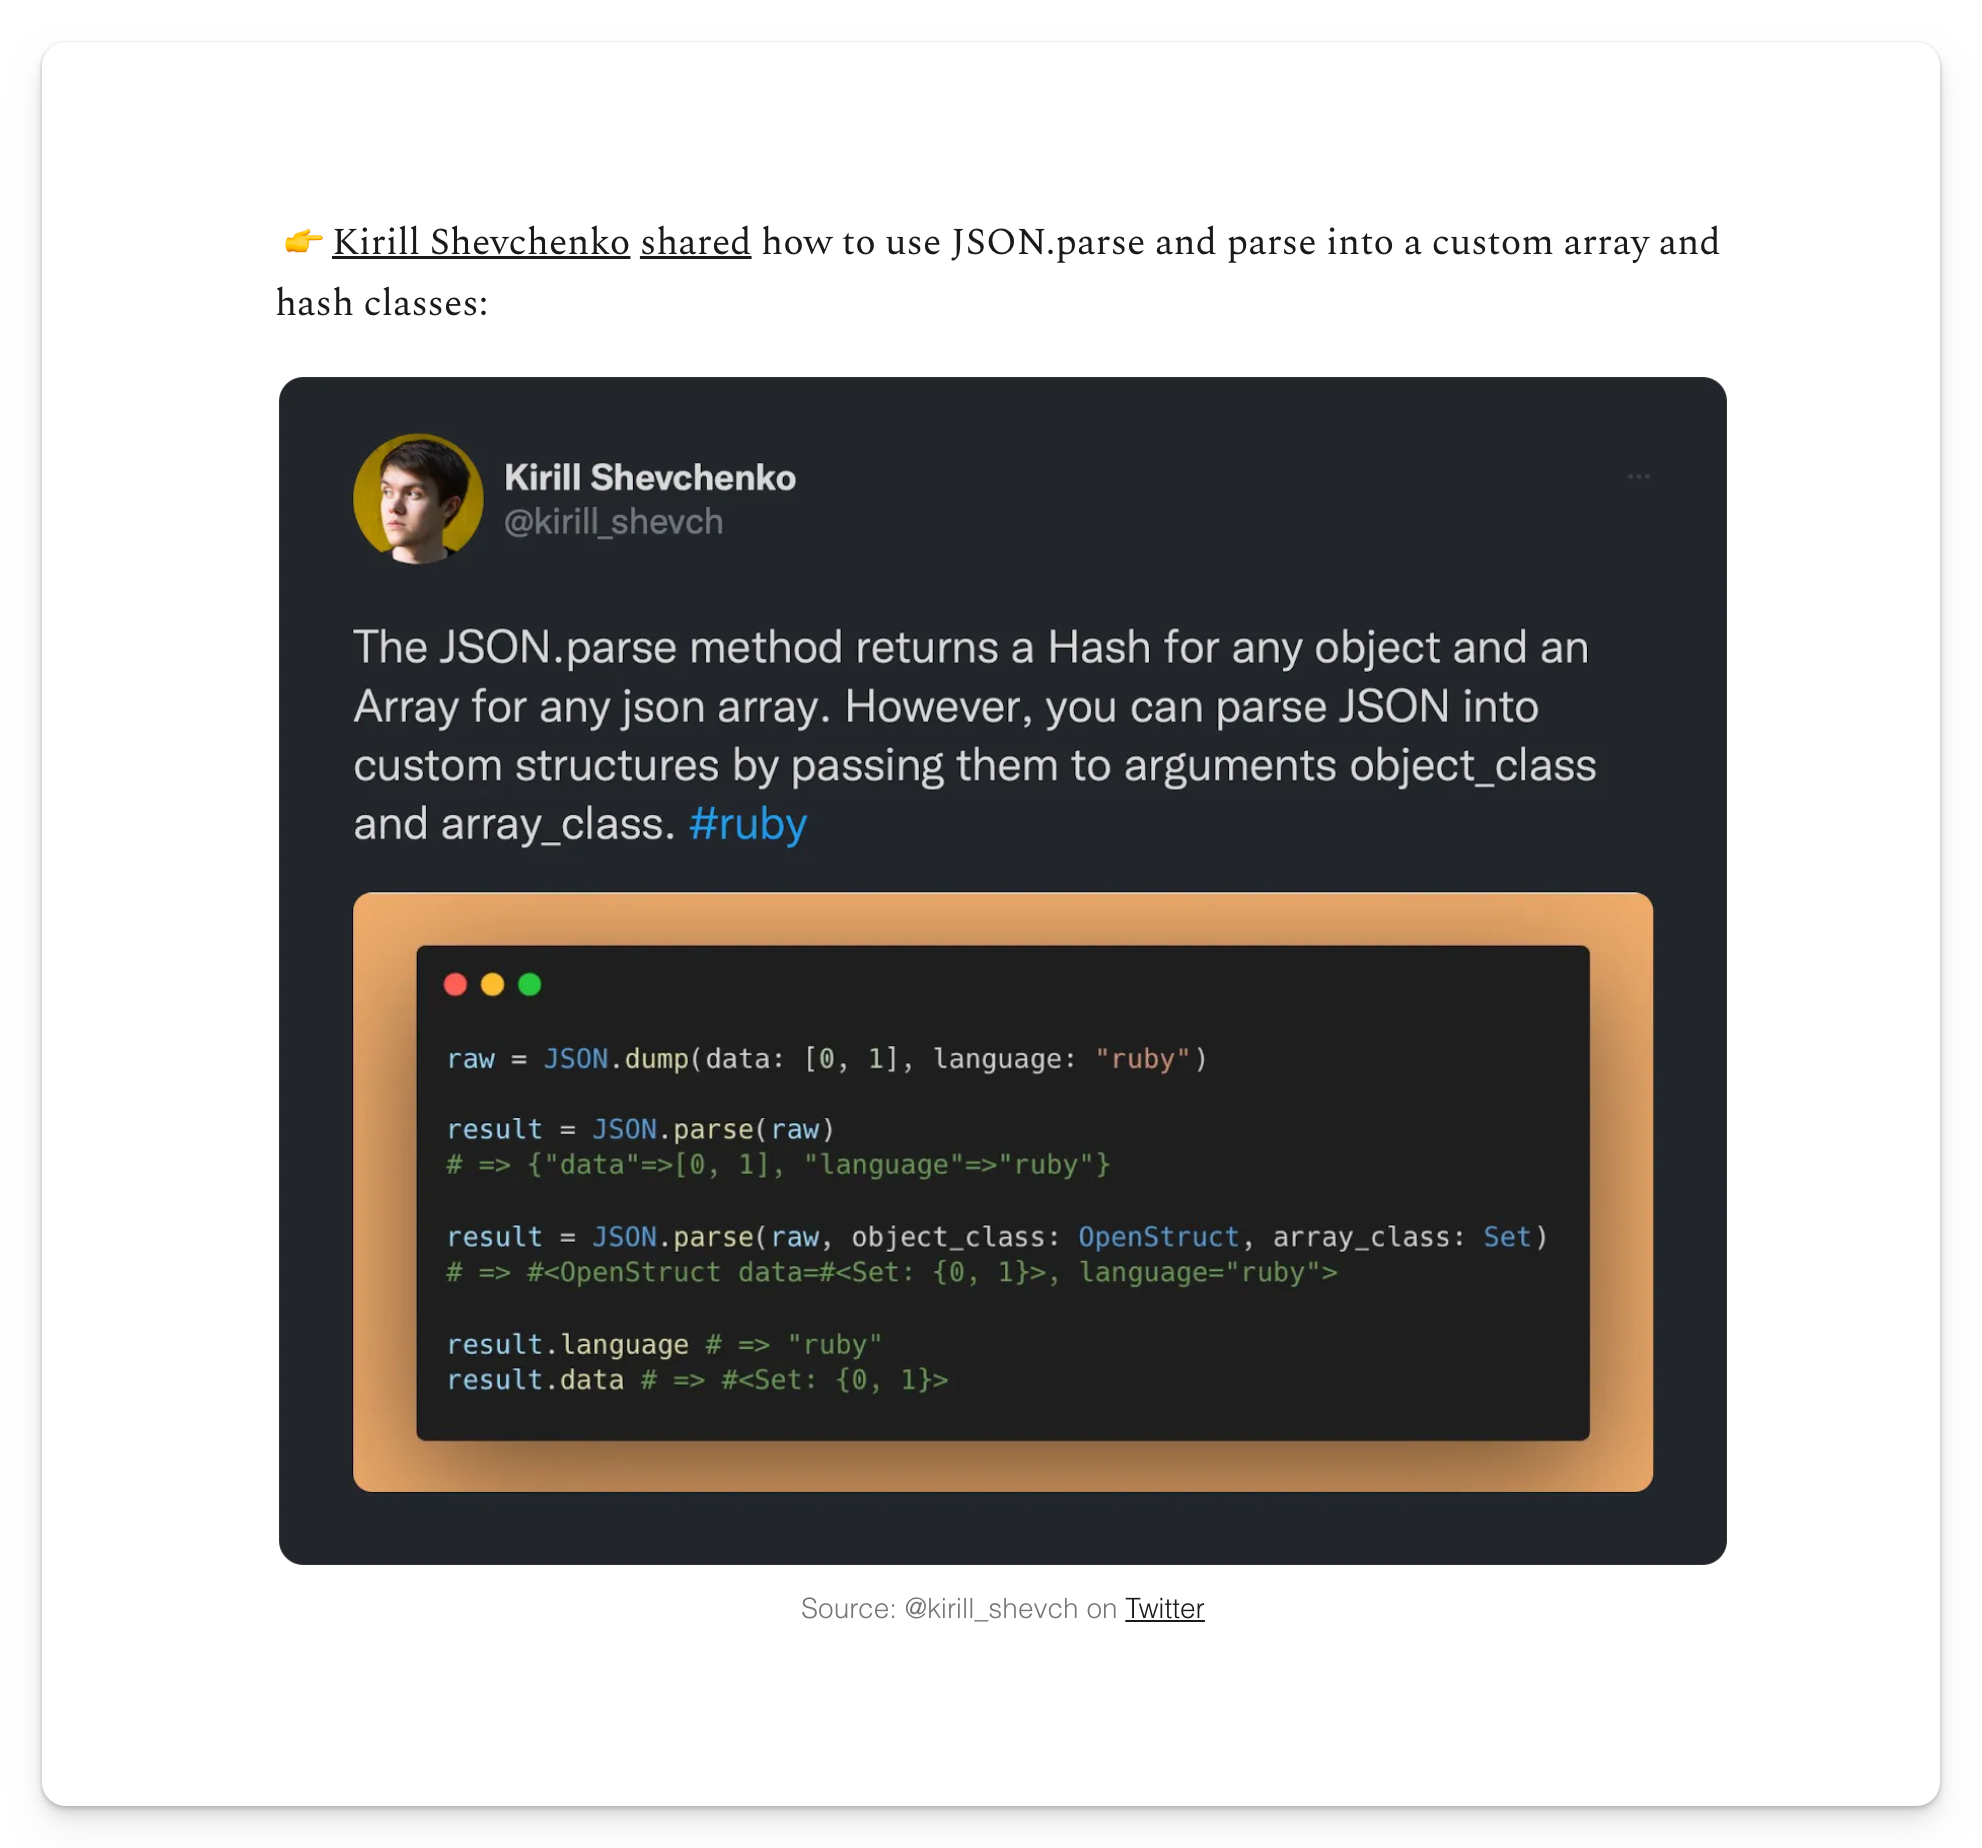 👉 Kirill Shevchenko shared how to use JSON.parse and parse into a custom array and
hash classes:
Kirill Shevchenko
@kirill_shevch
The JSON.parse method returns a Hash for any object and an
Array for any json array. However, you can parse JSON into
custom structures by passing them to arguments object_class
and array_class. #ruby
raw = JSON.dump(data: [0, 1], language: "ruby")
result = JSON.parse(raw)
# => {"data"=>[0, 1], "language"=>"ruby"}
result = JSON.parse(raw, object_class: OpenStruct, array_class: Set)
# => #<OpenStruct data=#<Set: {0, 1}>, language="ruby">
result.language # => "ruby"
result.data # => #<Set: {0, 1}>
Source: @kirill_shevch on Twitter